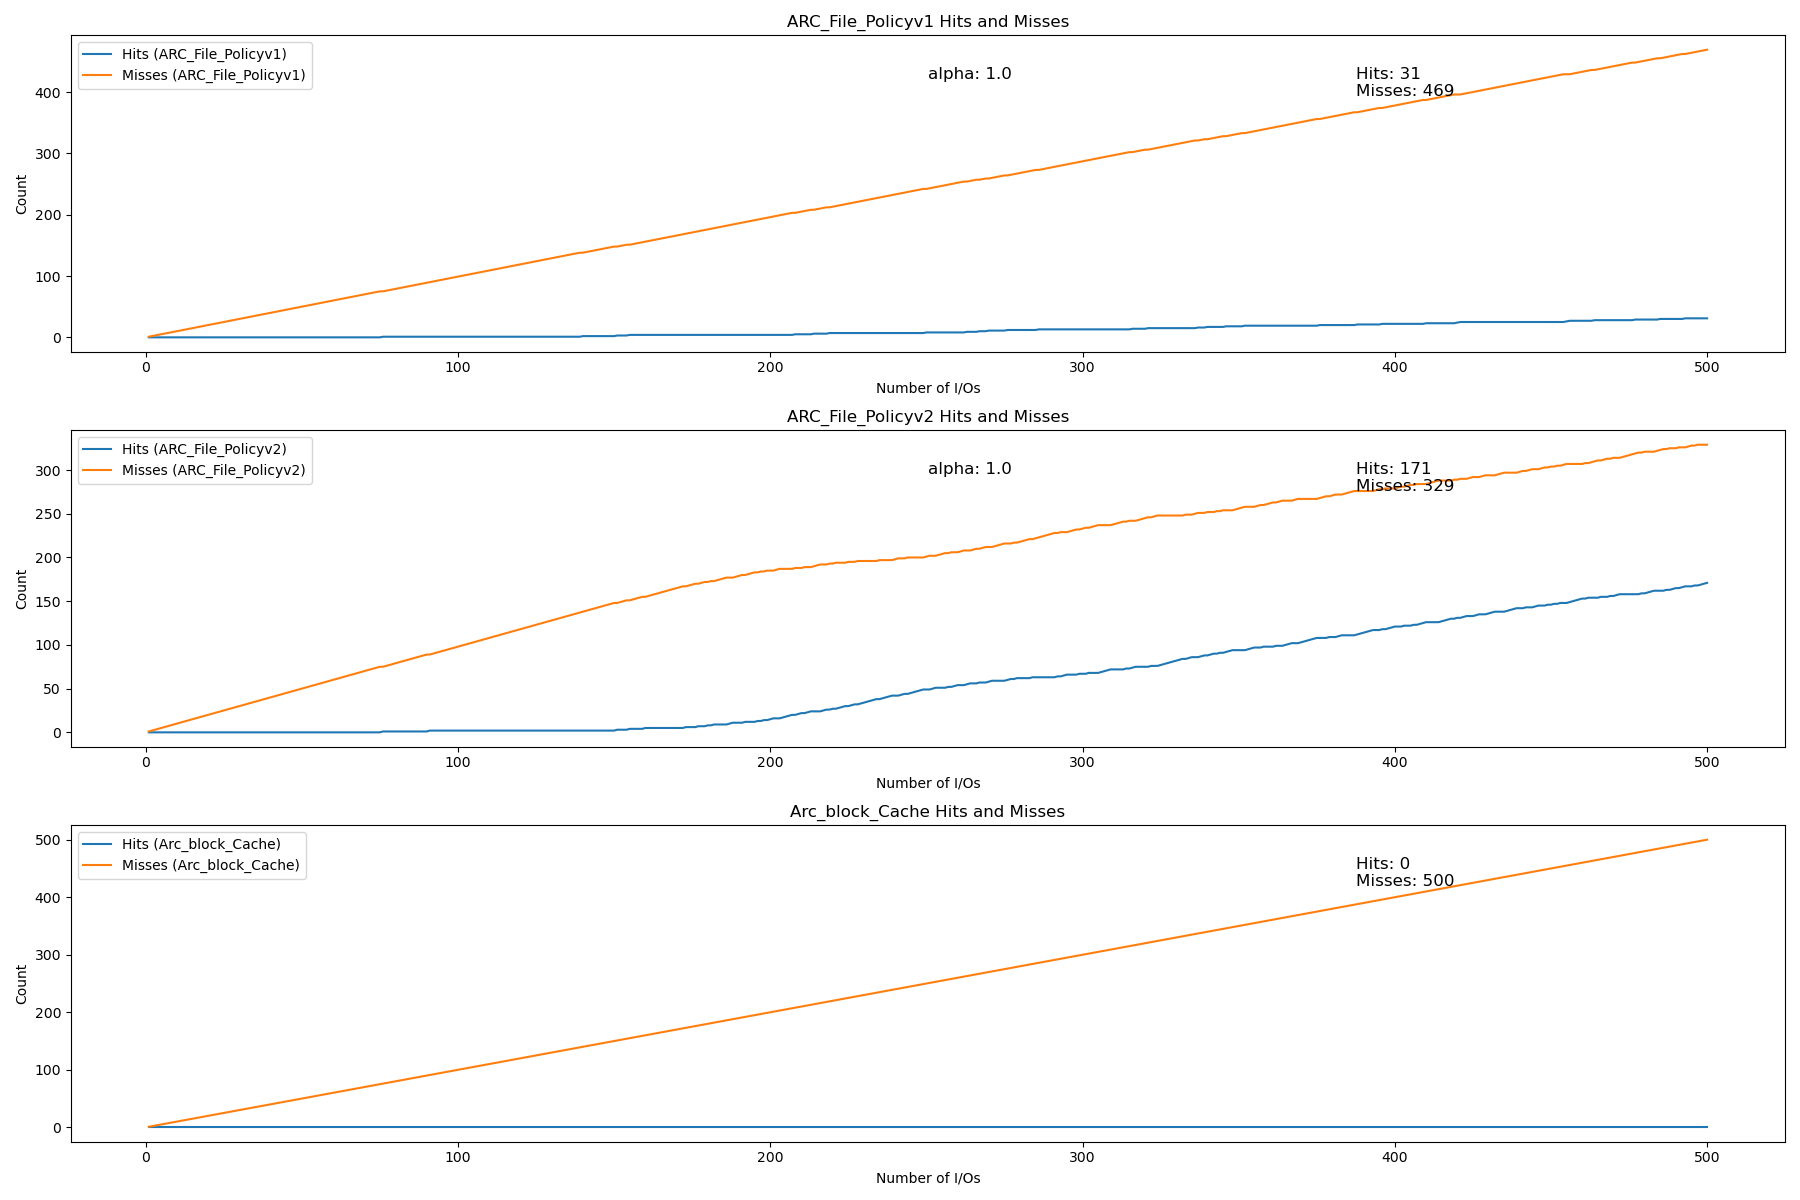 ARC_File_Policyv1 Hits and Misses
Hits (ARC_File_Policyv1)
Misses (ARC_File_Policyv1)
alpha: 1.0
Hits: 31
Misses: 469
Count
400
300
200
100
0
0 100 200 300 400 500
Number of I/Os
ARC_File_Policyv2 Hits and Misses
Hits (ARC_File_Policyv2)
Misses (ARC_File_Policyv2)
alpha: 1.0
Hits: 171
Misses: 329
Count
300
250
200
150
100
50
0
0 100 200 300 400 500
Number of I/Os
Arc_block_Cache Hits and Misses
Hits (Arc_block_Cache)
Misses (Arc_block_Cache)
Hits: 0
Misses: 500
Count
500
400
300
200
100
0
0 100 200 300 400 500
Number of I/Os